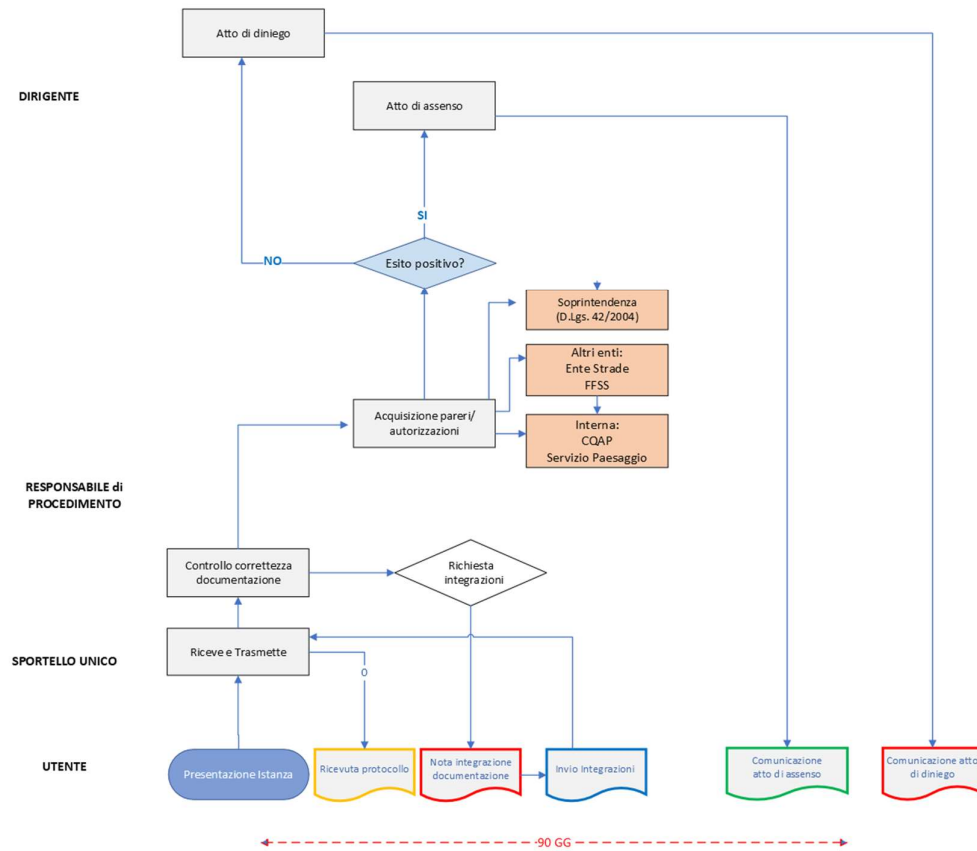 Atto di diniego
DIRIGENTE
Atto di assenso
SI
NO
Esito positivo?
Soprintendenza
(D.Lgs. 42/2004)
Altri enti:
Ente Strade
FFSS
Acquisizione pareri/
autorizzazioni
Interna:
CQAP
Servizio Paesaggio
RESPONSABILE di
PROCEDIMENTO
Controllo correttezza
documentazione
Richiesta
integrazioni
SPORTELLO UNICO
Riceve e Trasmette
0
UTENTE
Presentazione Istanza
Ricevuta protocollo
Nota integrazione
documentazione
Invio Integrazioni
Comunicazione
atto di assenso
Comunicazione atto
di diniego
90 GG